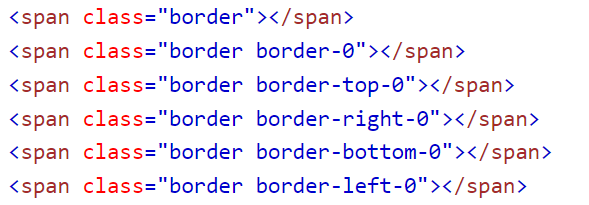 <span class="border"></span>
<span class="border border-0"></span>
<span class="border border-top-0"></span>
<span class="border border-right-0"></span>
<span class="border border-bottom-0"></span>
<span class="border border-left-0"></span>